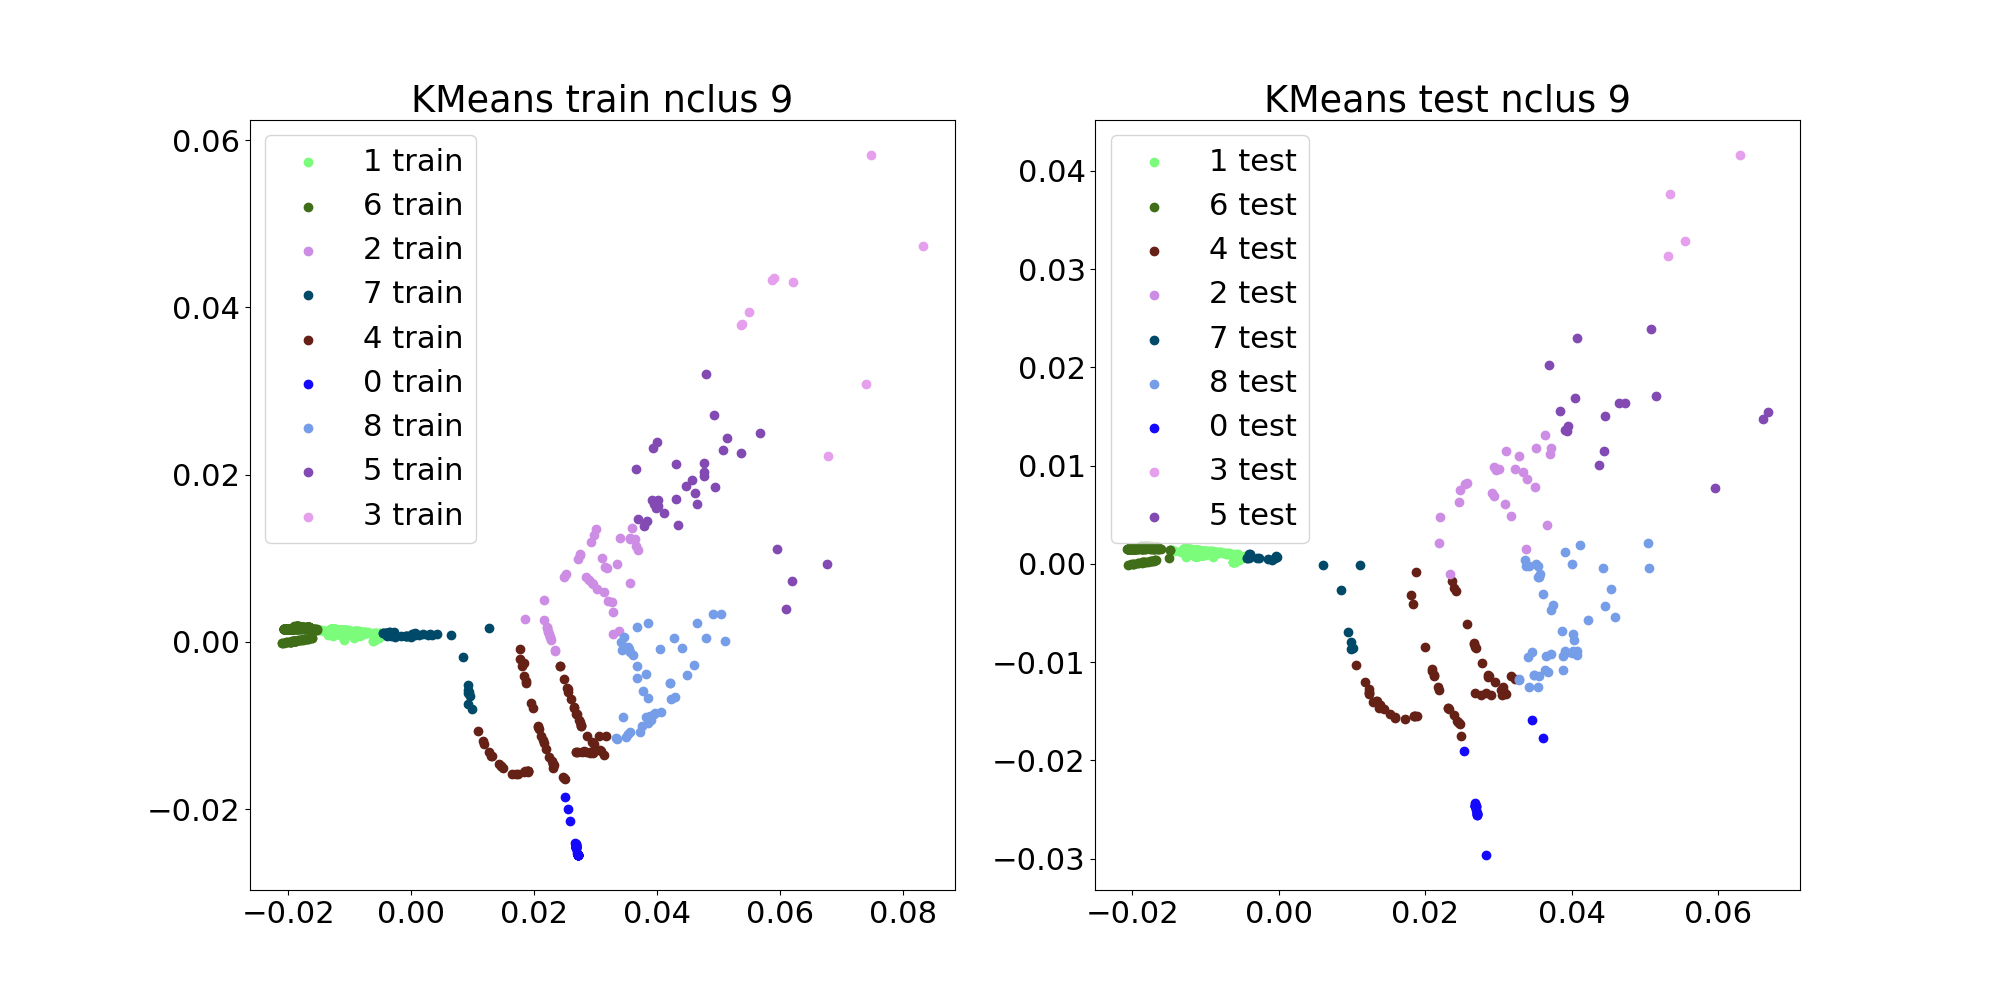 KMeans train nclus 9
0.06
0.04
0.02
0.00
−0.02
1 train
6 train
2 train
7 train
4 train
0 train
8 train
5 train
3 train
−0.02 0.00 0.02 0.04 0.06 0.08
KMeans test nclus 9
0.04
0.03
0.02
0.01
0.00
−0.01
−0.02
−0.03
1 test
6 test
4 test
2 test
7 test
8 test
0 test
3 test
5 test
−0.02 0.00 0.02 0.04 0.06